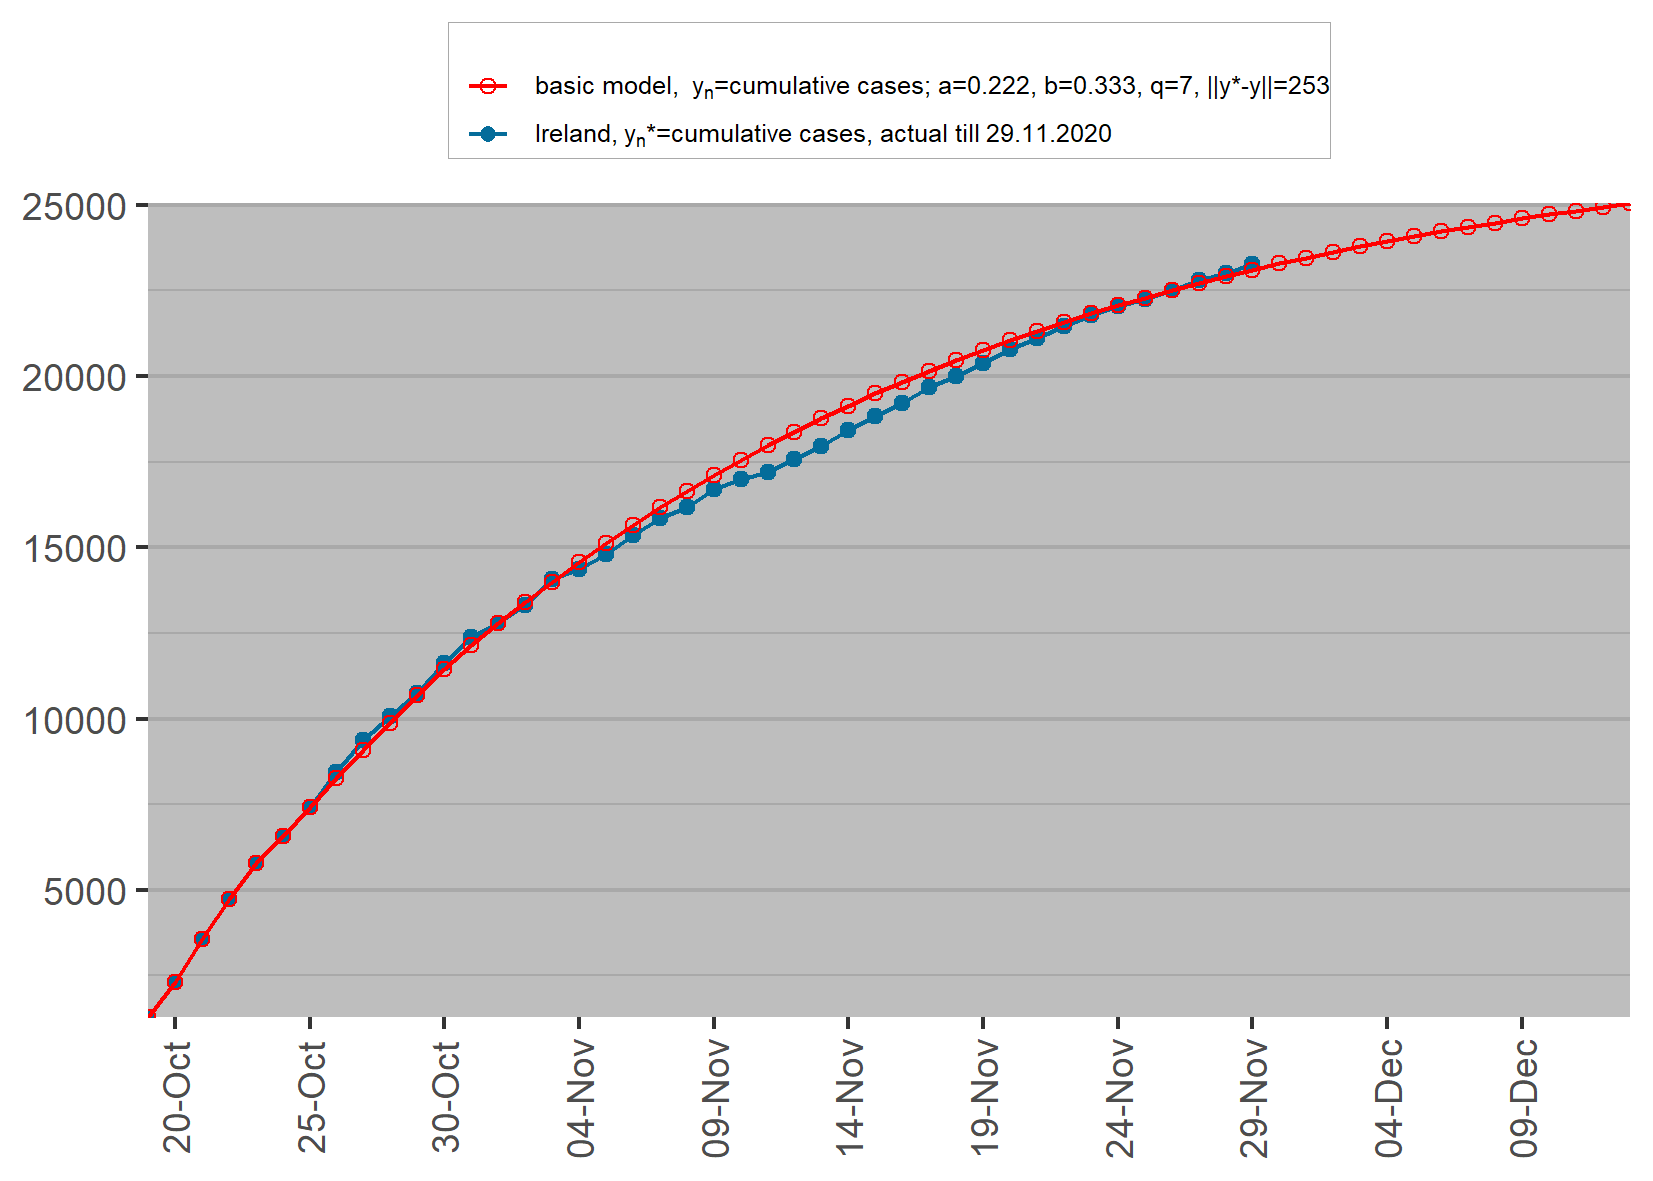 basic model,  yn=cumulative cases; a=0.222, b=0.333, q=7, ||y*-y||=253
Ireland, yn*=cumulative cases, actual till 29.11.2020
25000
20000
15000
10000
5000
20-Oct
25-Oct
30-Oct
04-Nov
09-Nov
14-Nov
19-Nov
24-Nov
29-Nov
04-Dec
09-Dec